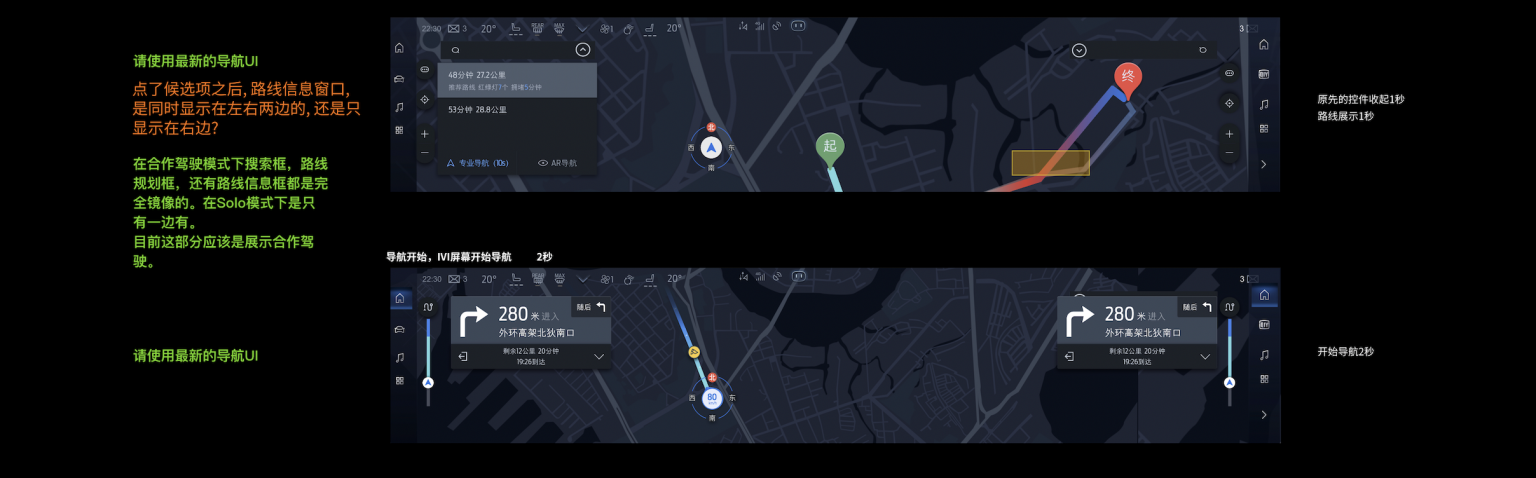 请使用最新的导航UI
点了候选项之后, 路线信息窗口,
是同时显示在左右两边的, 还是只
显示在右边?
在合作驾驶模式下搜索框，路线
规划框，还有路线信息框都是完
全镜像的。在Solo模式下是只
有一边有。
目前这部分应该是展示合作驾
驶。
22:30 3 20° REAR MAX 1 20° 3
48分钟 27.2公里
推荐路线 红绿灯7个 拥堵5分钟
53分钟 28.8公里
专业导航 (10s) AR导航
北
西 东
南
起
终
DIY
原先的控件收起1秒
路线展示1秒
导航开始，IVI屏幕开始导航 2秒
22:30 3 20° REAR MAX 1 20° 3
280 米 进入 随后
外环高架北狄南口
剩余12公里 20分钟
19:26到达
北
西 80 东
南
280 米 进入 随后
外环高架北狄南口
剩余12公里 20分钟
19:26到达
DIY
请使用最新的导航UI
开始导航2秒